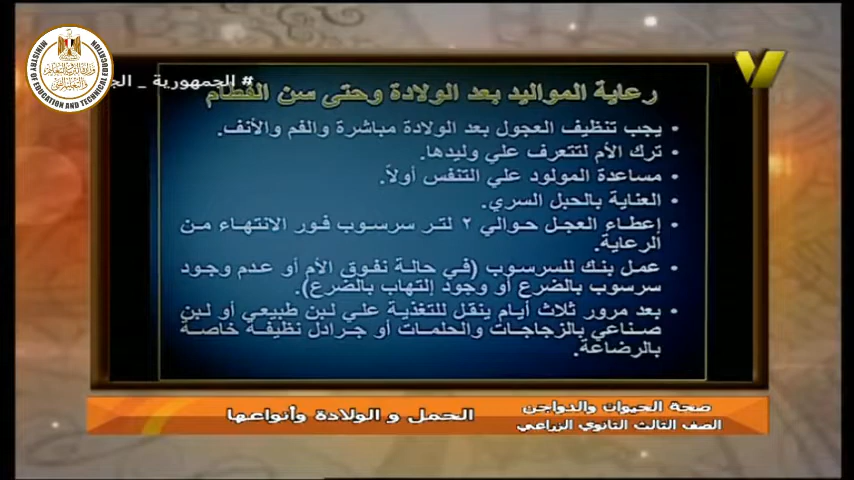 # الجمهورية _ الجـ
MINISTRY OF EDUCATION AND TECHNICAL EDUCATION
رعاية المواليد بعد الولادة وحتى سن الفطام
• يجب تنظيف العجول بعد الولادة مباشرة والفم والأنف.
• ترك الأم لتتعرف علي وليدها.
• مساعدة المولود علي التنفس أولاً.
• العناية بالحبل السري.
• إعطاء العجل حوالي ٢ لتر سرسوب فور الانتهاء من
الرعاية.
• عمل بنك للسرسوب (في حالة نفوق الأم أو عدم وجود
سرسوب بالضرع او وجود إلتهاب بالضرع).
• بعد مرور ثلاث أيام ينقل للتغذية علي لبن طبيعي أو لبن
صناعي بالزجاجات والحلمات أو جرادل نظيفة خاصة
بالرضاعة.
صحة الحيوان والدواجن
الصف الثالث الثانوي الزراعي
الحمل و الولادة وأنواعها